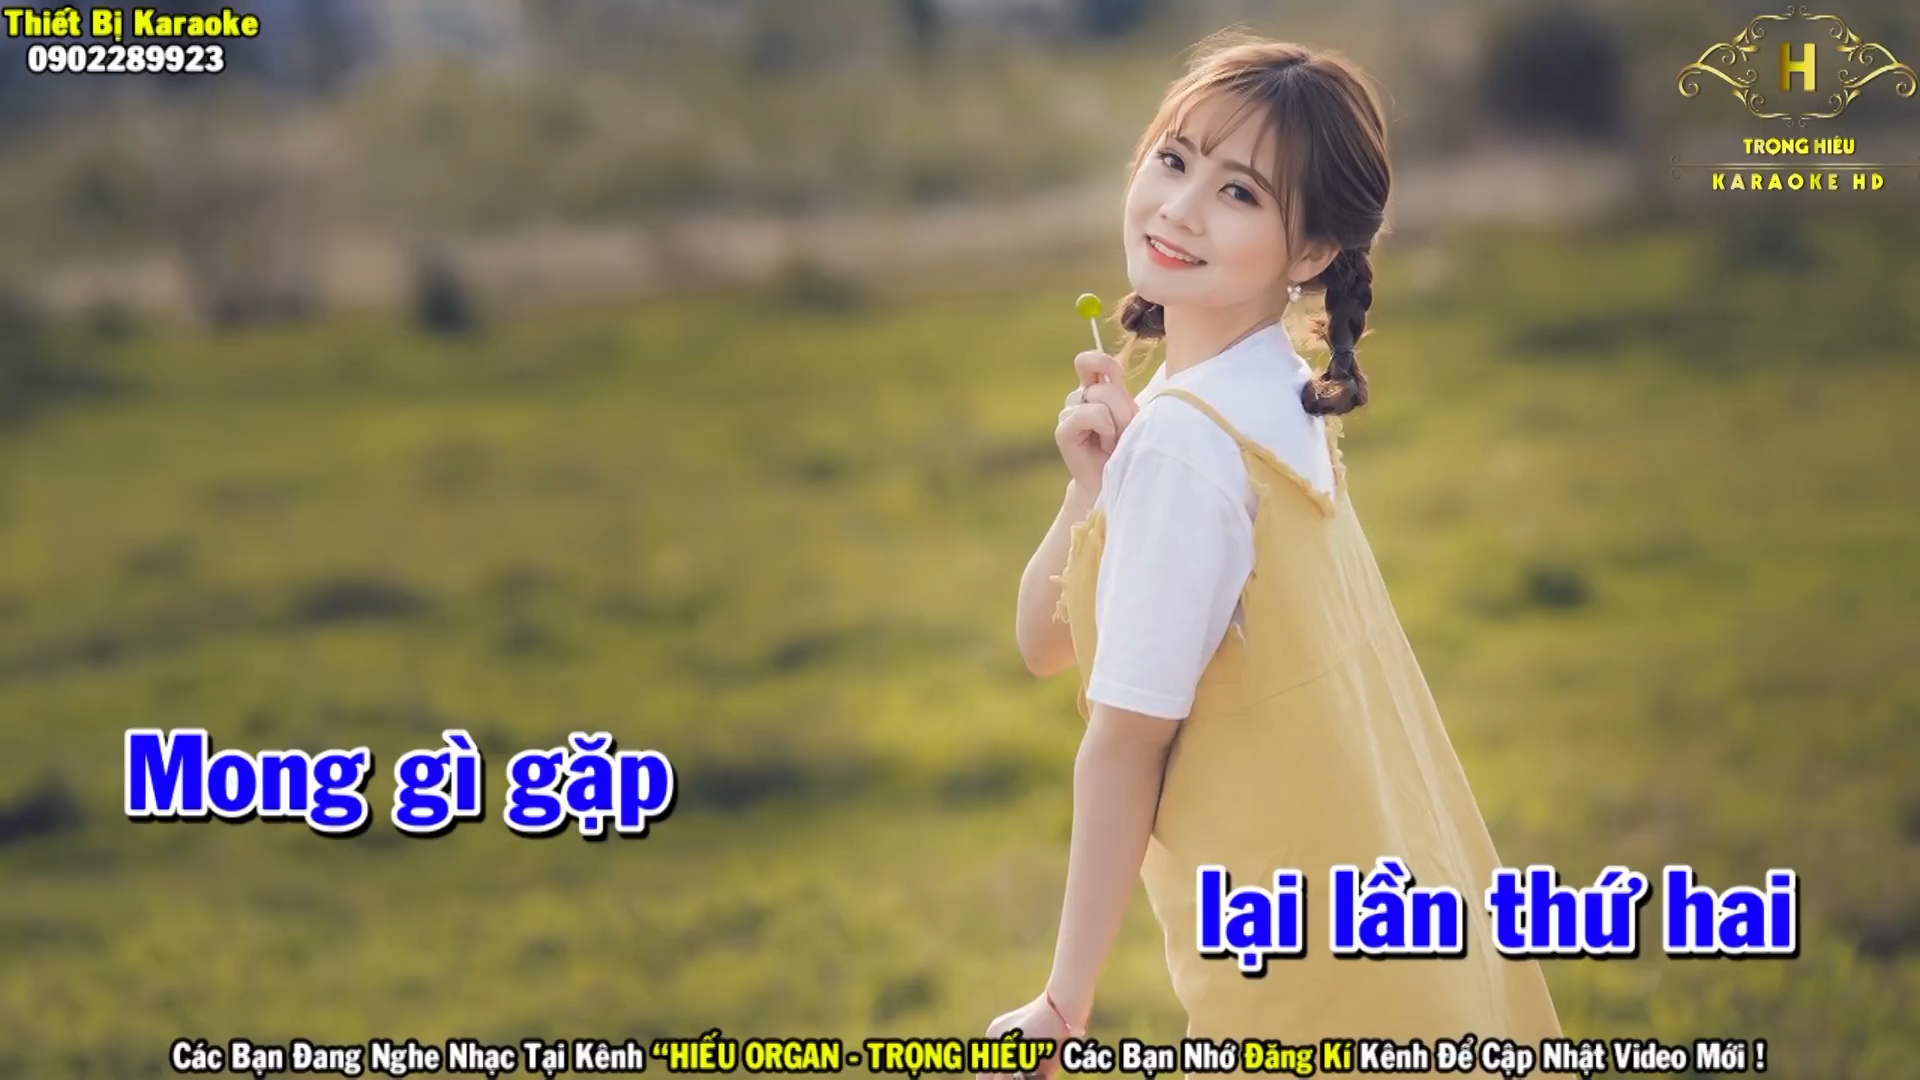 Thiết Bị Karaoke
0902289923
H
TRỌNG HIẾU
KARAOKE HD
Mong gì gặp
lại lần thứ hai
Các Bạn Đang Nghe Nhạc Tại Kênh “HIẾU ORGAN - TRỌNG HIẾU” Các Bạn Nhớ Đăng Kí Kênh Để Cập Nhật Video Mới !